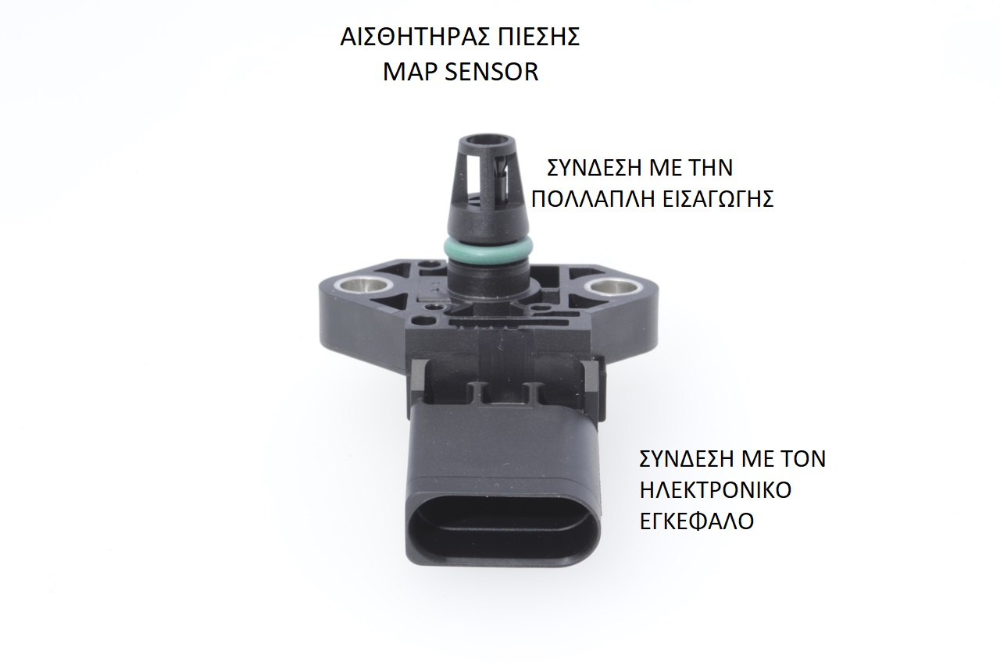 ΑΙΣΘΗΤΗΡΑΣ ΠΙΕΣΗΣ
MAP SENSOR
ΣΥΝΔΕΣΗ ΜΕ ΤΗΝ
ΠΟΛΛΑΠΛΗ ΕΙΣΑΓΩΓΗΣ
ΣΥΝΔΕΣΗ ΜΕ ΤΟΝ
ΗΛΕΚΤΡΟΝΙΚΟ
ΕΓΚΕΦΑΛΟ